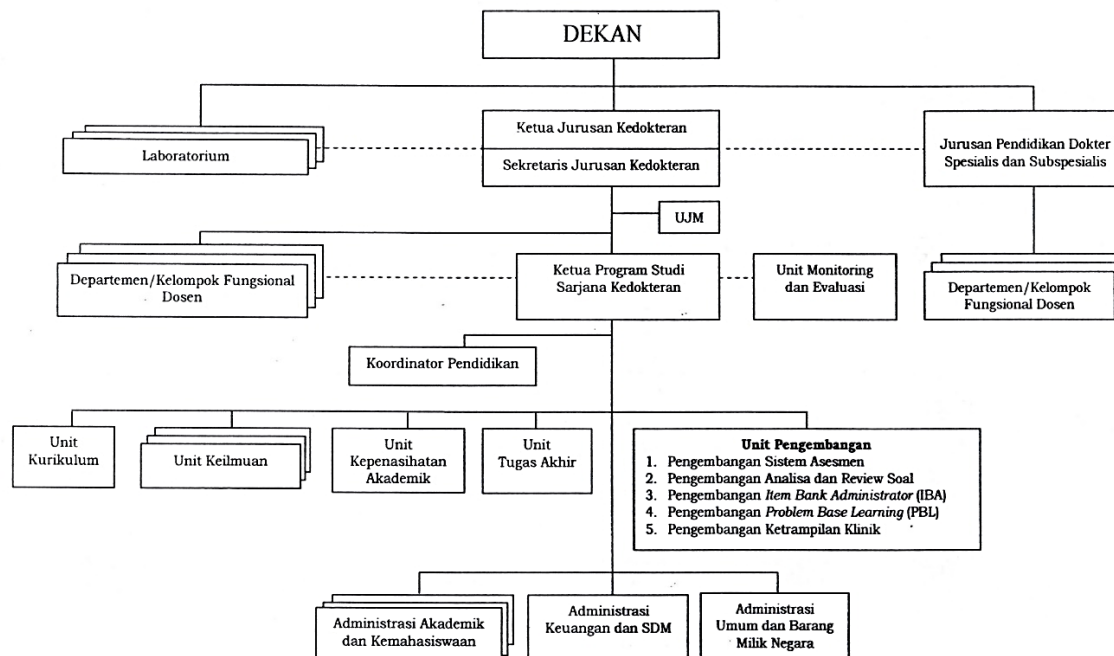 DEKAN
Laboratorium
Ketua Jurusan Kedokteran
Sekretaris Jurusan Kedokteran
Jurusan Pendidikan Dokter
Spesialis dan Subspesialis
UJM
Departemen/Kelompok Fungsional
Dosen
Ketua Program Studi
Sarjana Kedokteran
Unit Monitoring
dan Evaluasi
Departemen/Kelompok
Fungsional Dosen
Koordinator Pendidikan
Unit
Kurikulum
Unit Keilmuan
Unit
Kepenasihatan
Akademik
Unit
Tugas Akhir
Unit Pengembangan
1. Pengembangan Sistem Asesmen
2. Pengembangan Analisa dan Review Soal
3. Pengembangan Item Bank Administrator (IBA)
4. Pengembangan Problem Base Learning (PBL)
5. Pengembangan Ketrampilan Klinik
Administrasi Akademik
dan Kemahasiswaan
Administrasi
Keuangan dan SDM
Administrasi
Umum dan Barang
Milik Negara